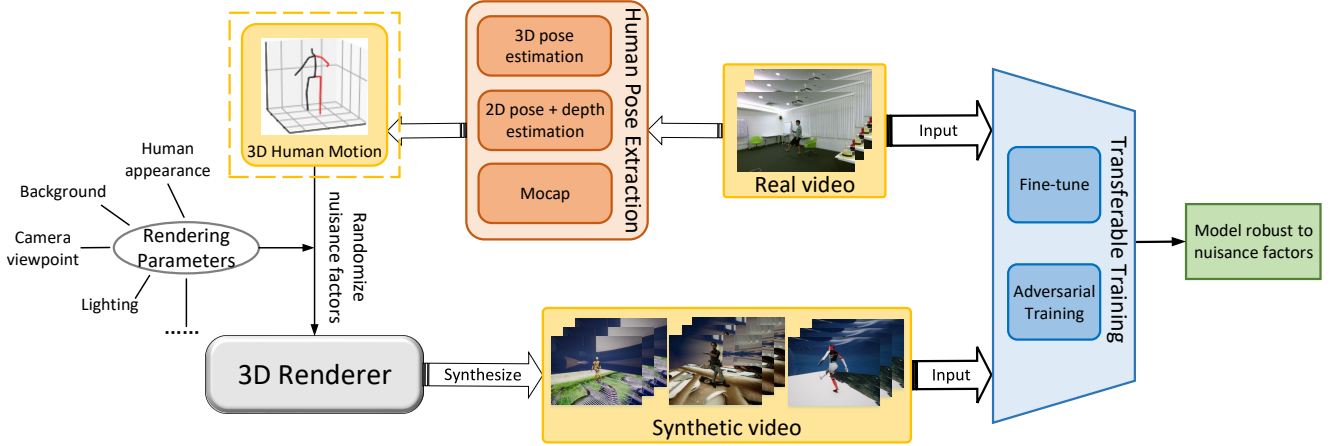 3D Human Motion
3D pose
estimation
2D pose + depth
estimation
Mocap
Human Pose Extraction
Real video
Input
Human
appearance
Background
Camera
viewpoint
Lighting
......
Rendering
Parameters
Randomize
nuisance factors
3D Renderer
Synthesize
Synthetic video
Input
Fine-tune
Adversarial
Training
Transferable Training
Model robust to
nuisance factors